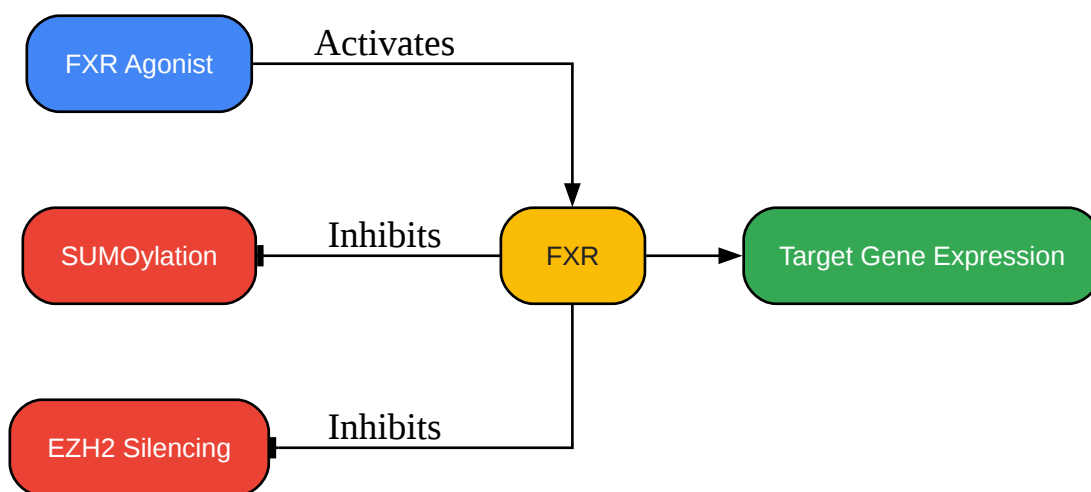 Activates
FXR Agonist
Inhibits
SUMOylation
FXR
Target Gene Expression
Inhibits
EZH2 Silencing